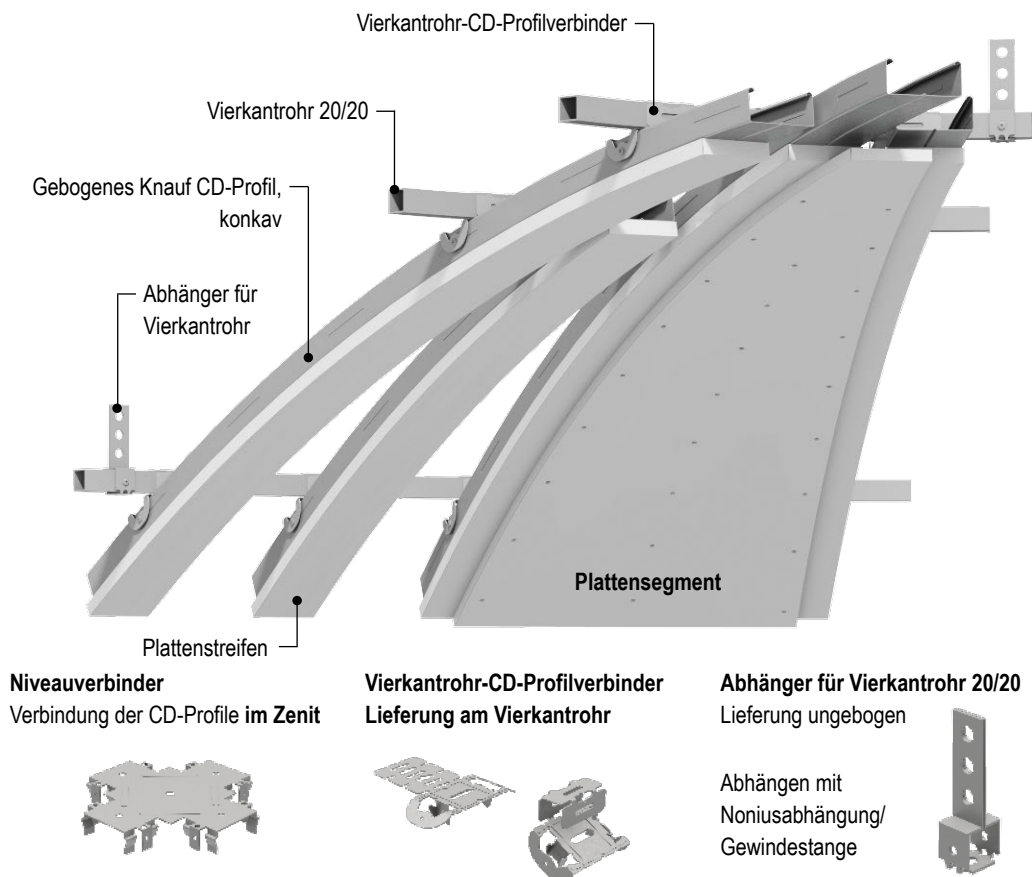 Vierkantrohr-CD-Profilverbinder
Vierkantrohr 20/20
Gebogenes Knauf CD-Profil,
konkav
Abhänger für
Vierkantrohr
Plattensegment
Plattenstreifen
Niveauverbinder
Verbindung der CD-Profile im Zenit
Vierkantrohr-CD-Profilverbinder
Lieferung am Vierkantrohr
Abhänger für Vierkantrohr 20/20
Lieferung ungebogen
Abhängen mit
Noniusabhängung/
Gewindestange